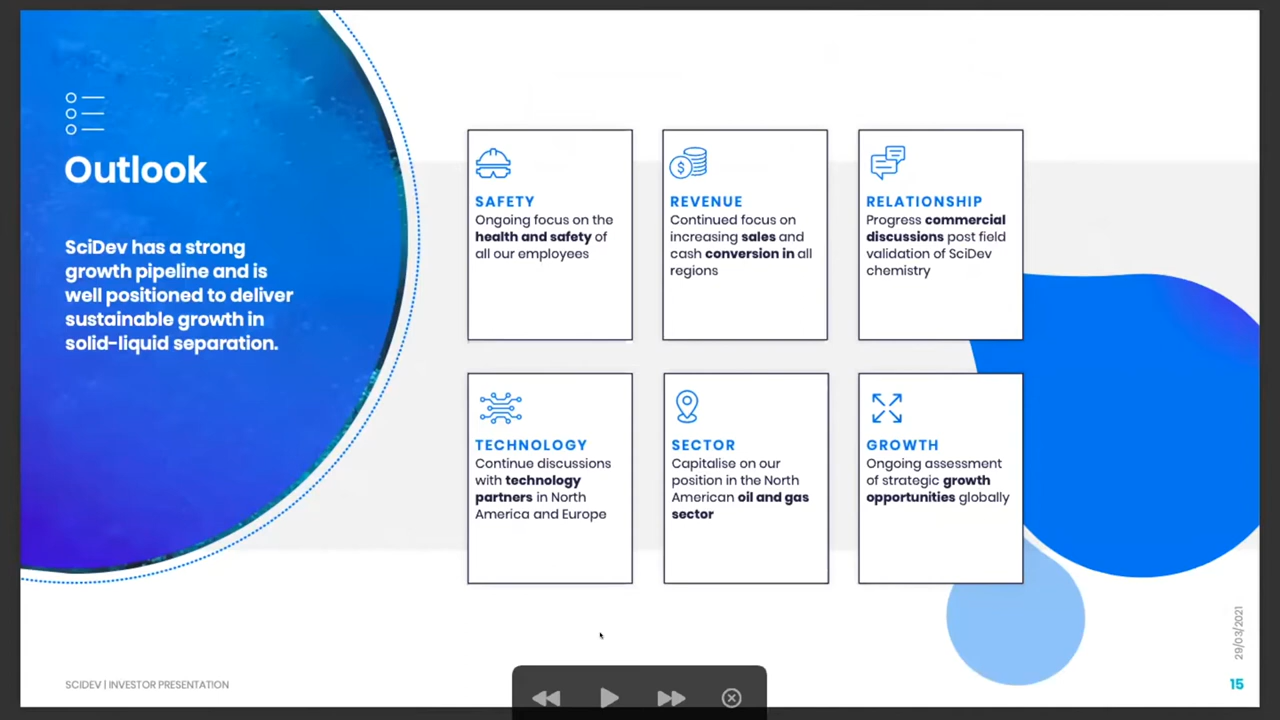 Outlook
SciDev has a strong
growth pipeline and is
well positioned to deliver
sustainable growth in
solid-liquid separation.
SAFETY
Ongoing focus on the
health and safety of
all our employees
REVENUE
Continued focus on
increasing sales and
cash conversion in all
regions
RELATIONSHIP
Progress commercial
discussions post field
validation of SciDev
chemistry
TECHNOLOGY
Continue discussions
with technology
partners in North
America and Europe
SECTOR
Capitalise on our
position in the North
American oil and gas
sector
GROWTH
Ongoing assessment
of strategic growth
opportunities globally
29/03/2021
SCIDEV | INVESTOR PRESENTATION
15